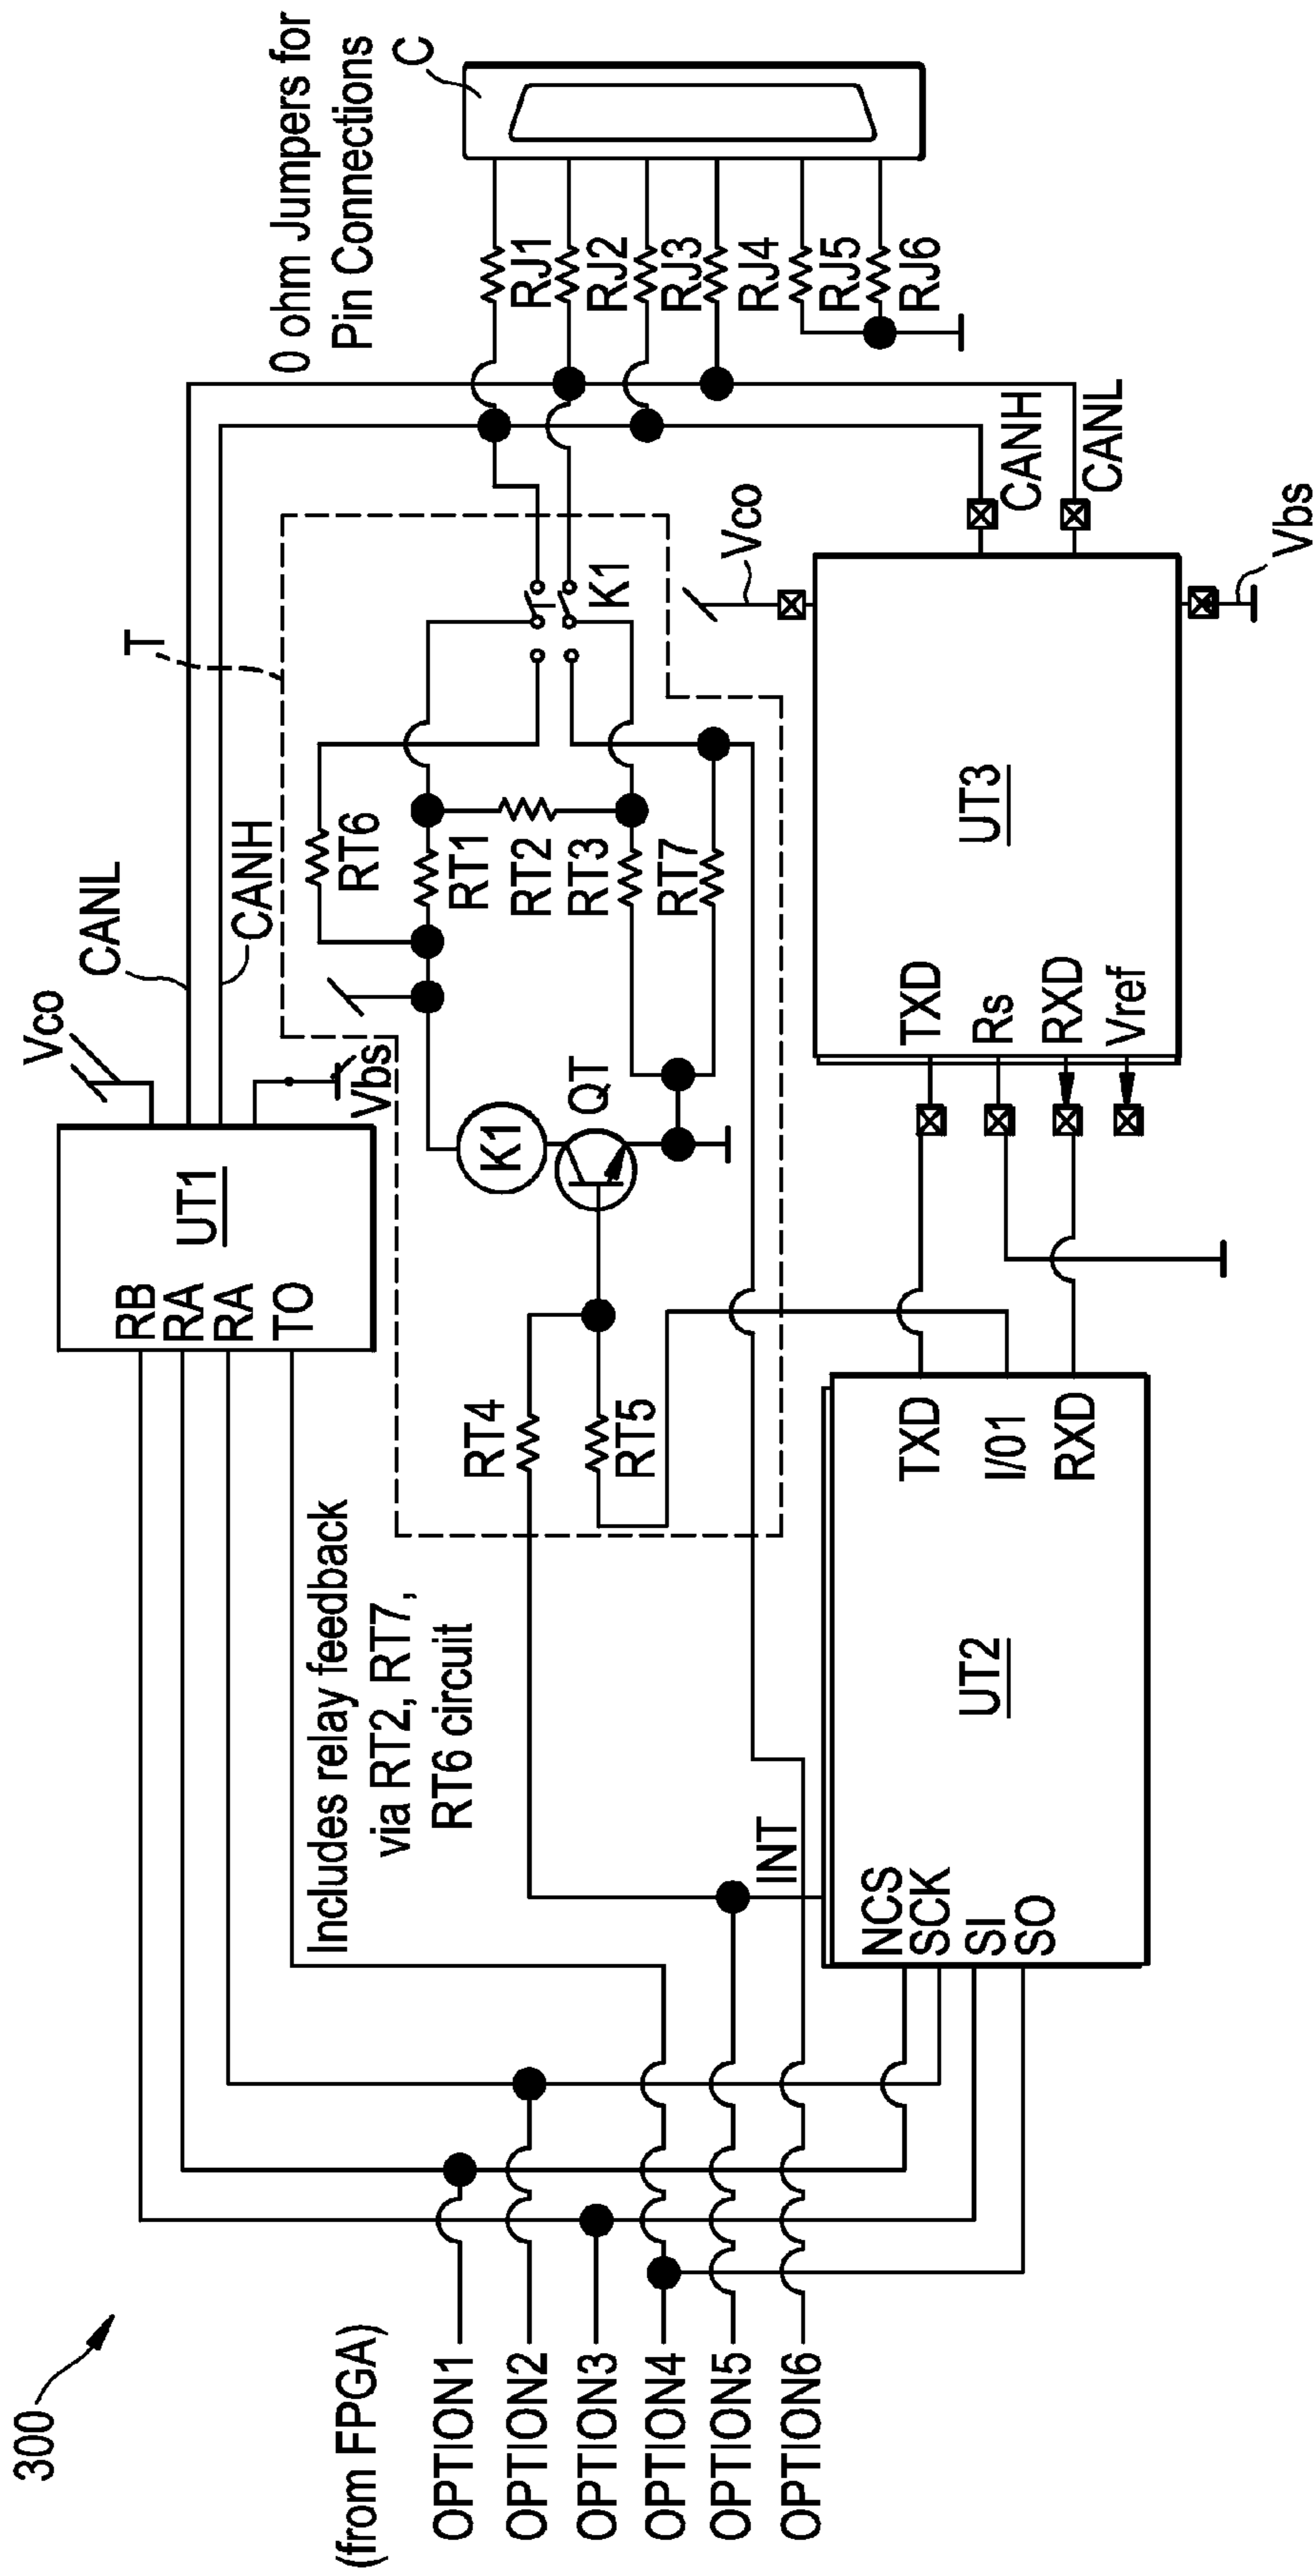 300
(from FPGA)
OPTION1
OPTION2
OPTION3
OPTION4
OPTION5
OPTION6
RB
RA
RA
TO
UT1
Vco
Vbs
CANL
CANH
T
0 ohm Jumpers for
Pin Connections
C
Includes relay feedback
via RT2, RT7,
RT6 circuit
RT4
RT5
K1
QT
RT6
RT1
RT2
RT3
RT7
K1
RJ1
RJ2
RJ3
RJ4
RJ5
RJ6
INT
NCS
SCK
SI
SO
UT2
TXD
I/01
RXD
TXD
Rs
RXD
Vref
UT3
Vco
CANH
CANL
Vbs